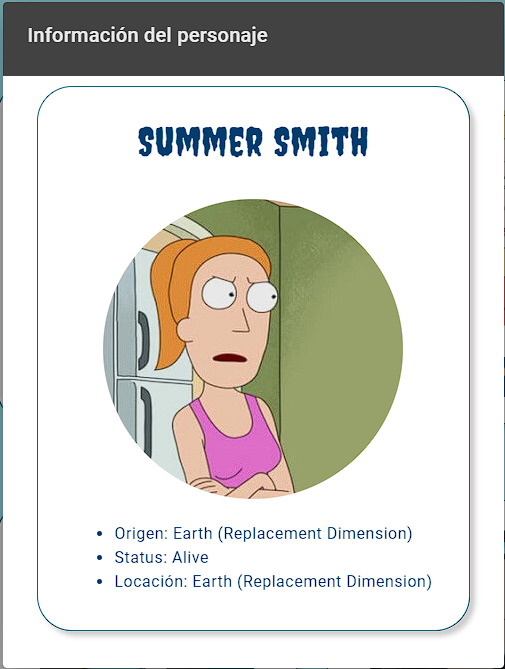 Información del personaje
SUMMER SMITH
• Origen: Earth (Replacement Dimension)
• Status: Alive
• Locación: Earth (Replacement Dimension)